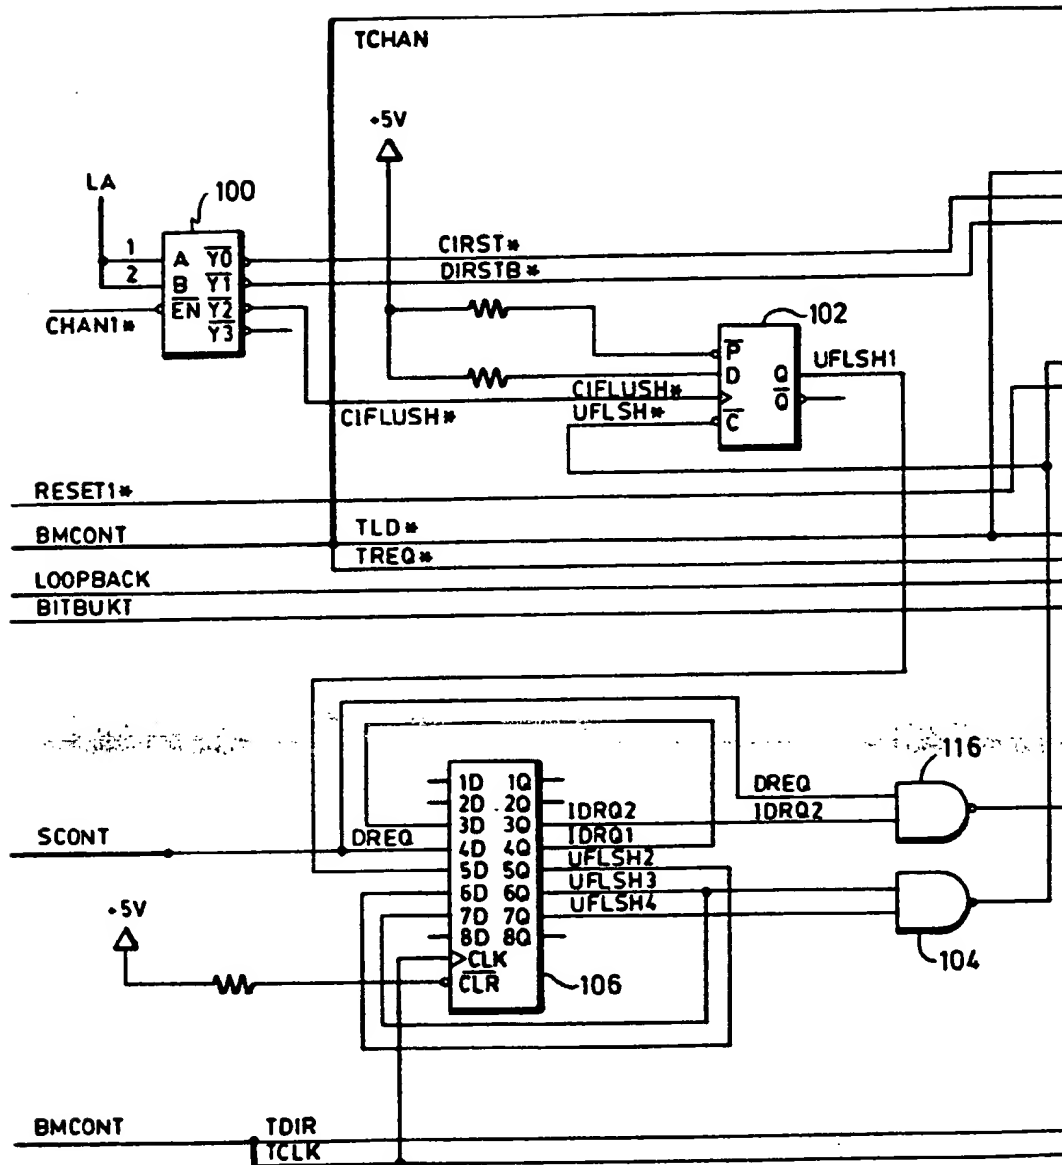 TCHAN
+5V
LA
100
1
A
Y0
CIRST*
2
B
Y1
DIRSTB*
EN
Y2
CHAN1*
Y3
102
P
UFLSH1
D
Q
CIFLUSH*
CIFLUSH*
Q
UFLSH*
C
RESET1*
BMCONT
TLD*
TREQ*
LOOPBACK
BITBUKT
116
1D 1Q
DREQ
2D 2Q
IDRQ2
IDRQ2
3D 3Q
SCONT
DREQ
IDRQ1
4D 4Q
UFLSH2
5D 5Q
UFLSH3
6D 6Q
UFLSH4
+5V
7D 7Q
8D 8Q
104
CLK
CLR
106
BMCONT
TDIR
TCLK